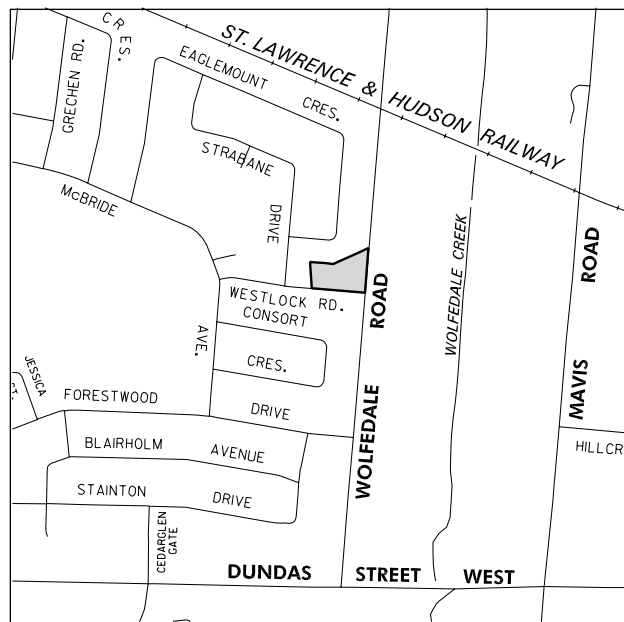 CRES.
GRECHEN RD.
ST. LAWRENCE & HUDSON RAILWAY
EAGLEMOUNT CRES.
STRABANE
DRIVE
McBRIDE
AVE.
WESTLOCK RD.
CONSORT
CRES.
WOLFEDALE ROAD
WOLFEDALE CREEK
MAVIS ROAD
JESSICA
FORESTWOOD DRIVE
BLAIRHOLM AVENUE
STAINTON DRIVE
HILLCR
CEDARGLEN
GATE
DUNDAS STREET WEST